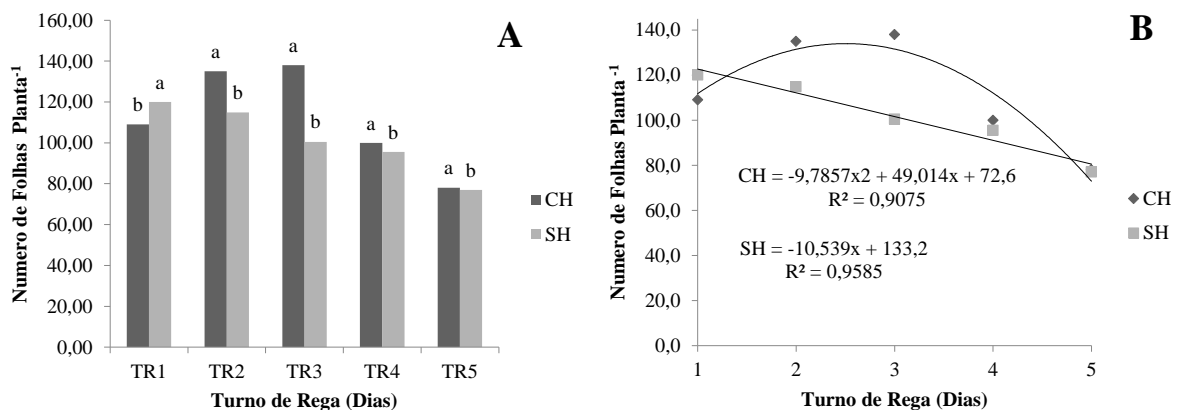 A
Numero de Folhas Planta-1
160,00
140,00
120,00
100,00
80,00
60,00
40,00
20,00
0,00
b a
a b
a b
a b
a b
TR1 TR2 TR3 TR4 TR5
Turno de Rega (Dias)
CH
SH
B
Numero de Folhas Planta-1
140,0
120,0
100,0
80,0
60,0
40,0
20,0
0,0
CH = -9,7857x2 + 49,014x + 72,6
R² = 0,9075
SH = -10,539x + 133,2
R² = 0,9585
1 2 3 4 5
Turno de Rega (Dias)
CH
SH